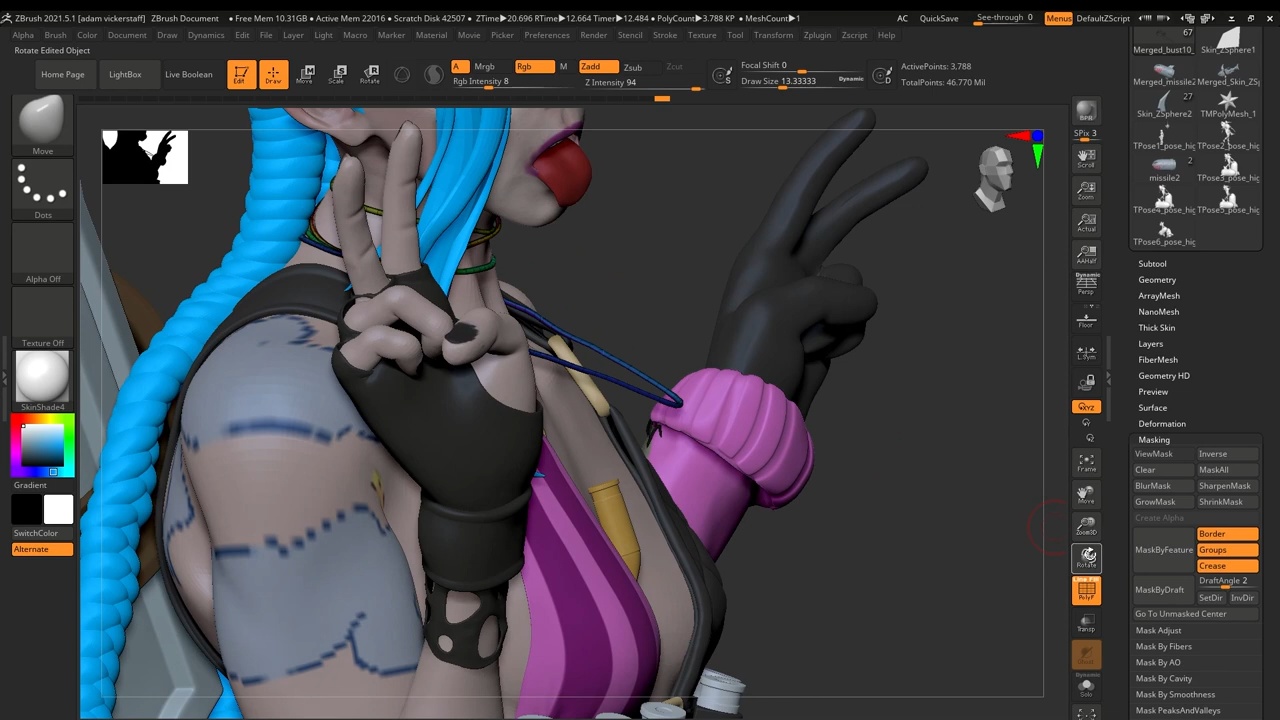 ZBrush 2021.5.1 [adam vickerstaff] ZBrush Document • Free Mem 10.31GB • Active Mem 22016 • Scratch Disk 42507 • ZTime▶20.696 RTime▶12.664 Timer▶12.484 • PolyCount▶3.788 KP • MeshCount▶1 AC QuickSave See-through 0 Menus DefaultZScript
Alpha Brush Color Document Draw Dynamics Edit File Layer Light Macro Marker Material Movie Picker Preferences Render Stencil Stroke Texture Tool Transform Zplugin Zscript Help
Rotate Edited Object
Home Page LightBox Live Boolean Edit Draw Move Scale Rotate
A Mrgb Rgb M Zadd Zsub Zcut
Rgb Intensity 8 Z Intensity 94
Focal Shift 0
Draw Size 13.33333 Dynamic
S D
ActivePoints: 3,788
TotalPoints: 46.770 Mil
Move
Dots
Alpha Off
Texture Off
SkinShade4
Gradient
SwitchColor
Alternate
BPR
SPix 3
Scroll
Zoom
Actual
AAHalf
Dynamic
Persp
Floor
L.Sym
XYZ
Frame
Move
Zoom3D
Rotate
Line Fill
PolyF
Transp
Ghost
Dynamic
Solo
67
Merged_bust10_ Skin_ZSphere1
Merged_missile2 Merged_Skin_ZS
27
Skin_ZSphere2 TMPolyMesh_1
TPose1_pose_hig TPose2_pose_hig
2
missile2 TPose3_pose_hig
TPose4_pose_hig TPose5_pose_hig
TPose6_pose_hig
Subtool
Geometry
ArrayMesh
NanoMesh
Thick Skin
Layers
FiberMesh
Geometry HD
Preview
Surface
Deformation
Masking
ViewMask Inverse
Clear MaskAll
BlurMask SharpenMask
GrowMask ShrinkMask
Create Alpha
MaskByFeature Border
Groups
Crease
MaskByDraft DraftAngle 2
SetDir InvDir
Go To Unmasked Center
Mask Adjust
Mask By Fibers
Mask By AO
Mask By Cavity
Mask By Smoothness
Mask PeaksAndValleys